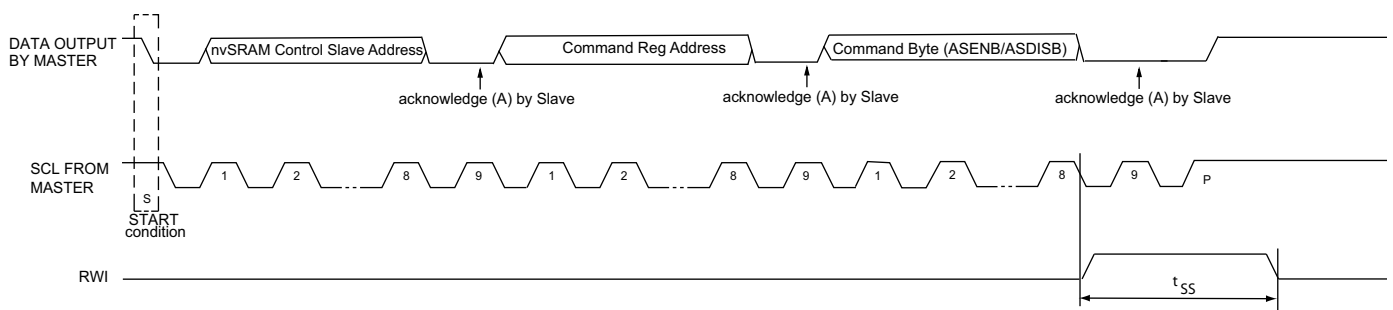 DATA OUTPUT
BY MASTER
nvSRAM Control Slave Address
Command Reg Address
Command Byte (ASENB/ASDISB)
acknowledge (A) by Slave
acknowledge (A) by Slave
acknowledge (A) by Slave
SCL FROM
MASTER
1 2 8 9 1 2 8 9 1 2 8 9 P
S
START
condition
RWI
tSS